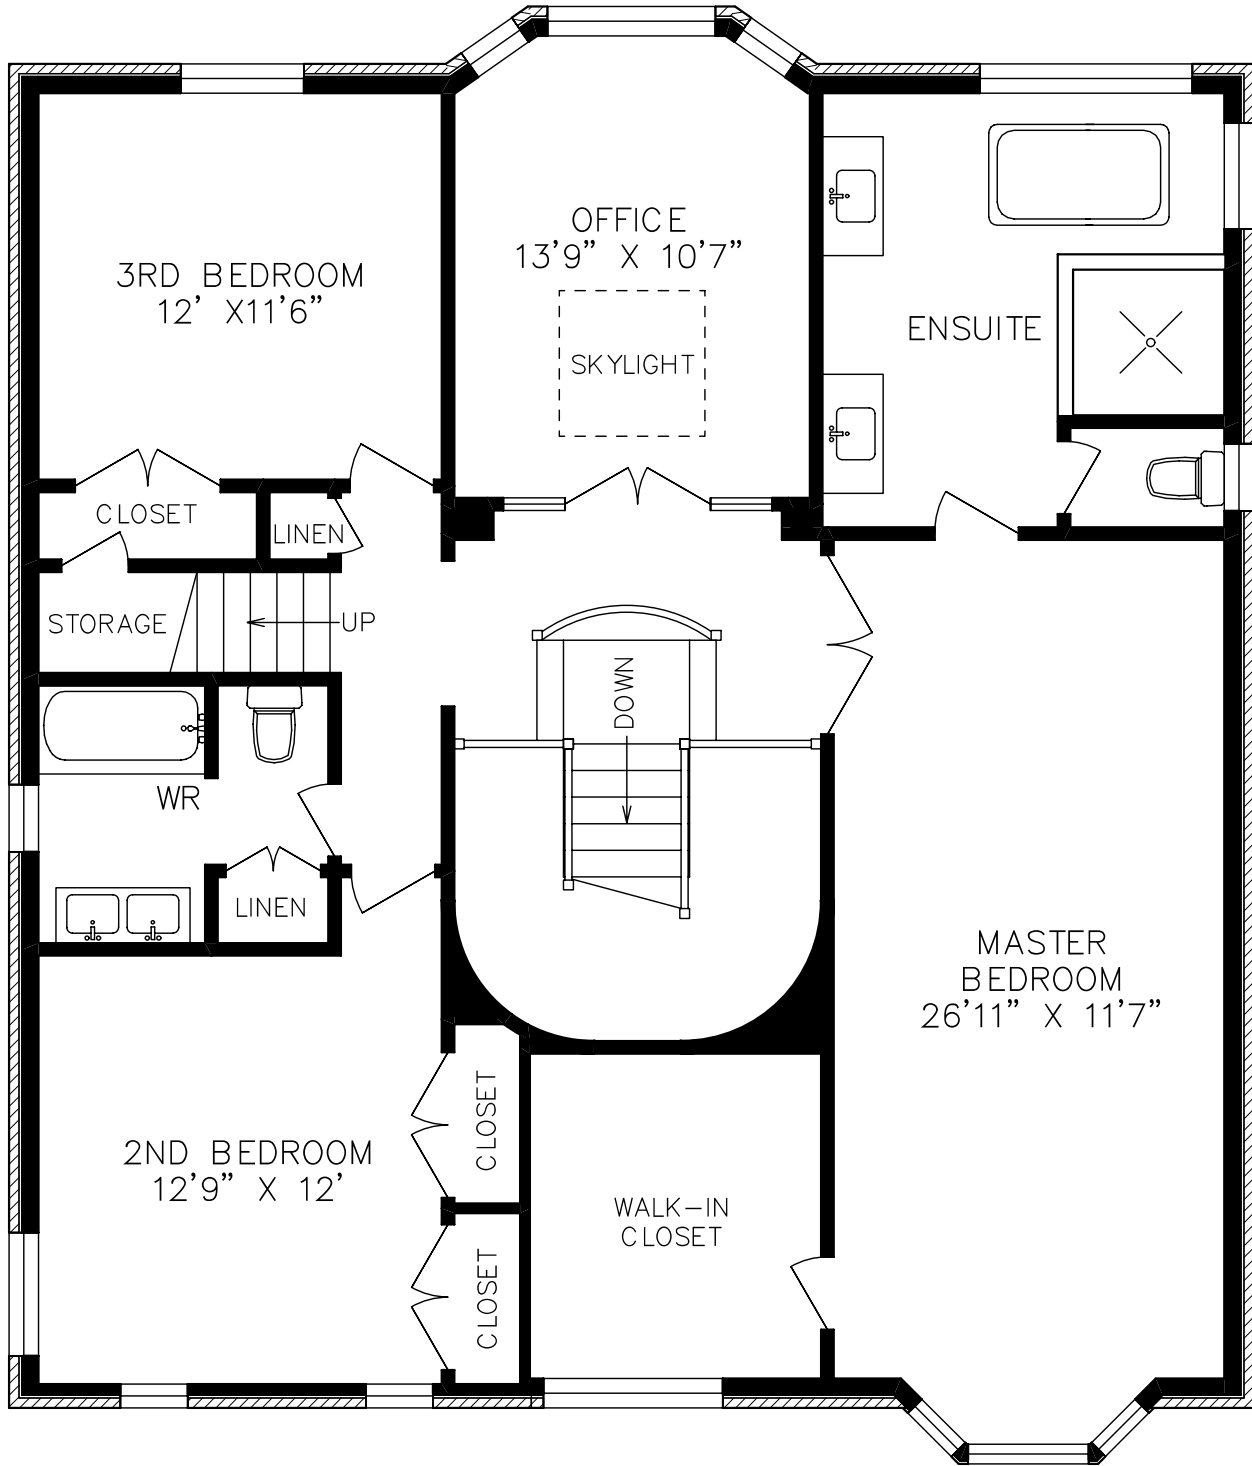 OFFICE
13'9" X 10'7"
3RD BEDROOM
12' X11'6"
SKYLIGHT
ENSUITE
CLOSET
LINEN
STORAGE
UP
DOWN
WR
LINEN
MASTER
BEDROOM
26'11" X 11'7"
CLOSET
2ND BEDROOM
12'9" X 12'
WALK-IN
CLOSET
CLOSET